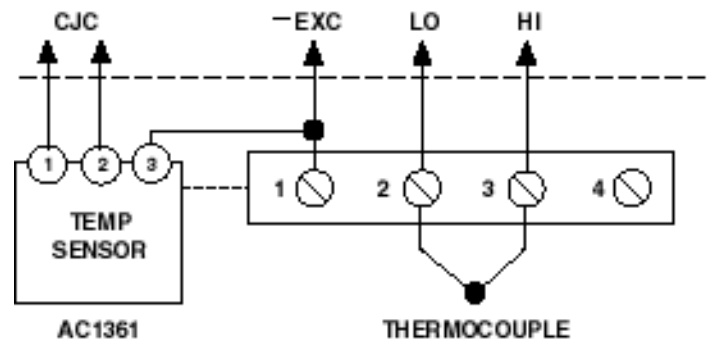 CJC
—EXC
LO
HI
1
2
3
1
2
3
4
TEMP
SENSOR
AC1361
THERMOCOUPLE